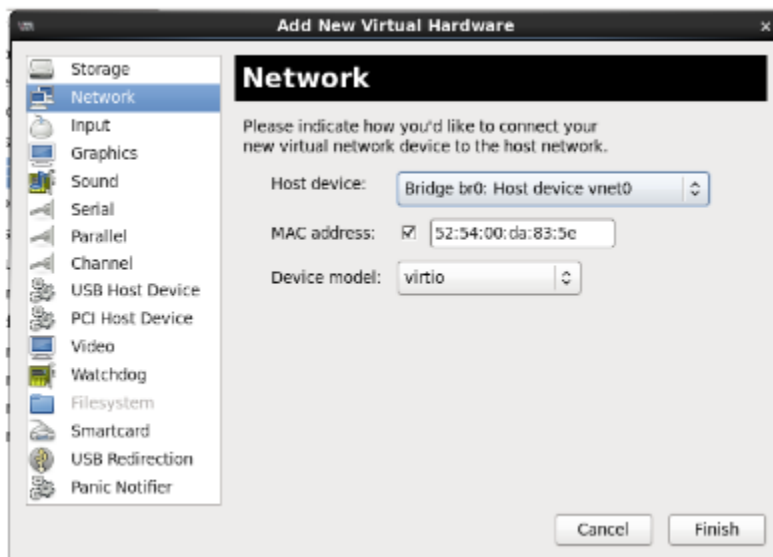 Add New Virtual Hardware
Storage
Network
Input
Graphics
Sound
Serial
Parallel
Channel
USB Host Device
PCI Host Device
Video
Watchdog
Filesystem
Smartcard
USB Redirection
Panic Notifier
Network
Please indicate how you'd like to connect your
new virtual network device to the host network.
Host device: Bridge br0: Host device vnet0
MAC address: 52:54:00:da:83:5e
Device model: virtio
Cancel Finish